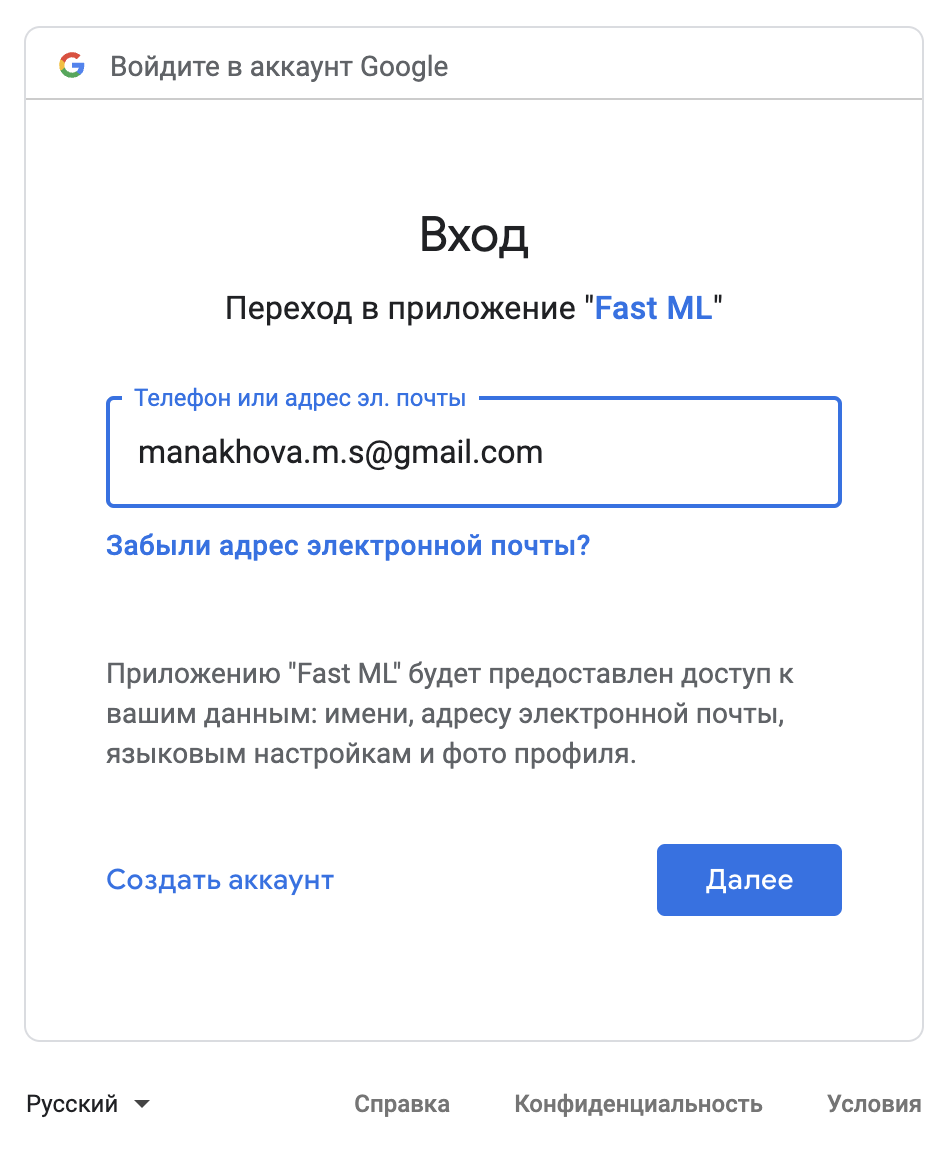 Войдите в аккаунт Google
Вход
Переход в приложение "Fast ML"
Телефон или адрес эл. почты
manakhova.m.s@gmail.com
Забыли адрес электронной почты?
Приложению "Fast ML" будет предоставлен доступ к
вашим данным: имени, адресу электронной почты,
языковым настройкам и фото профиля.
Создать аккаунт
Далее
Русский
Справка
Конфиденциальность
Условия